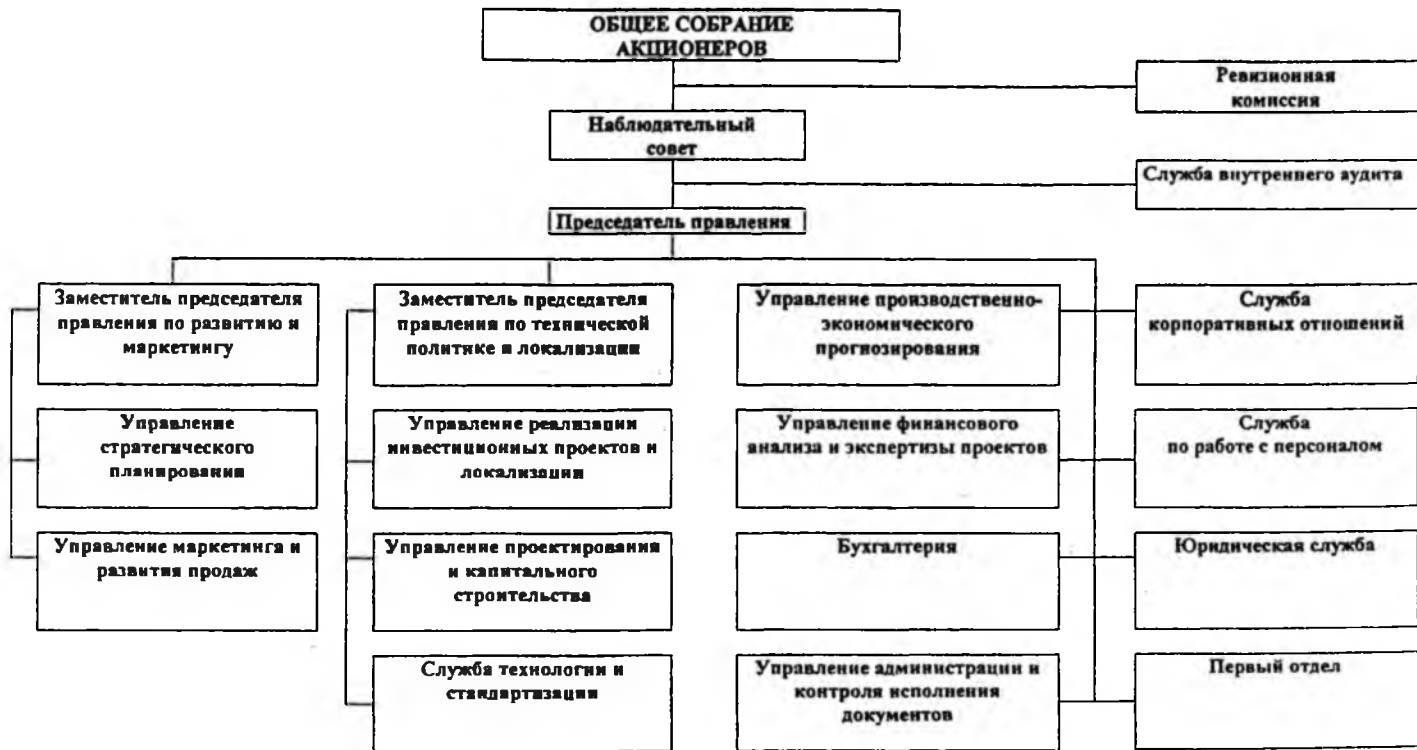 ОБЩЕЕ СОБРАНИЕ
АКЦИОНЕРОВ
Ревизионная
комиссия
Наблюдательный
совет
Служба внутреннего аудита
Председатель правления
Заместитель председателя
правления по развитию и
маркетингу
Заместитель председателя
правления по технической
политике и локализации
Управление производственно-
экономического
прогнозирования
Служба
корпоративных отношений
Управление
стратегического
планирования
Управление реализации
инвестиционных проектов и
локализации
Управление финансового
анализа и экспертизы проектов
Служба
по работе с персоналом
Управление маркетинга и
развития продаж
Управление проектирования
и капитального
строительства
Бухгалтерия
Юридическая служба
Служба технологии и
стандартизации
Управление администрации и
контроля исполнения
документов
Первый отдел